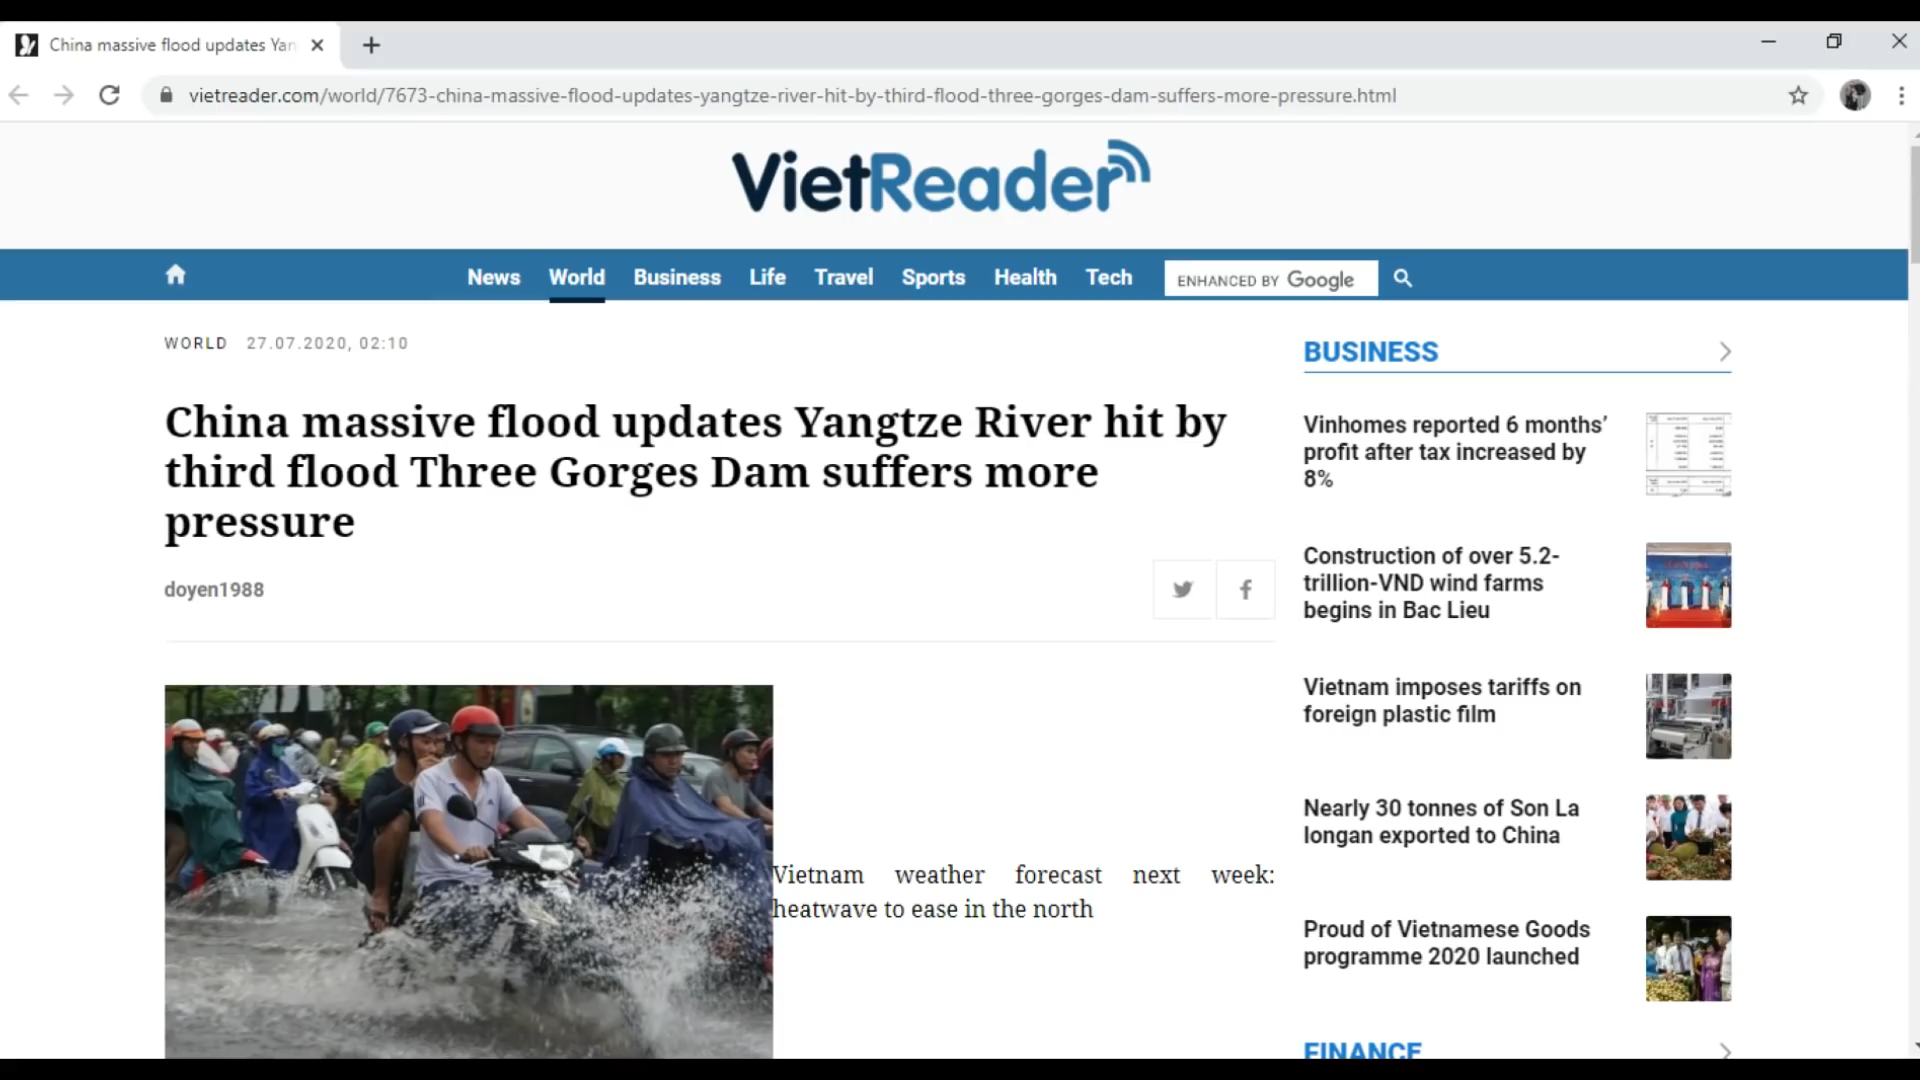 China massive flood updates Yan
vietreader.com/world/7673-china-massive-flood-updates-yangtze-river-hit-by-third-flood-three-gorges-dam-suffers-more-pressure.html
VietReader
News World Business Life Travel Sports Health Tech ENHANCED BY Google
WORLD 27.07.2020, 02:10
China massive flood updates Yangtze River hit by
third flood Three Gorges Dam suffers more
pressure
doyen1988
Vietnam weather forecast next week:
heatwave to ease in the north
BUSINESS
Vinhomes reported 6 months’
profit after tax increased by
8%
Construction of over 5.2-
trillion-VND wind farms
begins in Bac Lieu
Vietnam imposes tariffs on
foreign plastic film
Nearly 30 tonnes of Son La
longan exported to China
Proud of Vietnamese Goods
programme 2020 launched
FINANCE